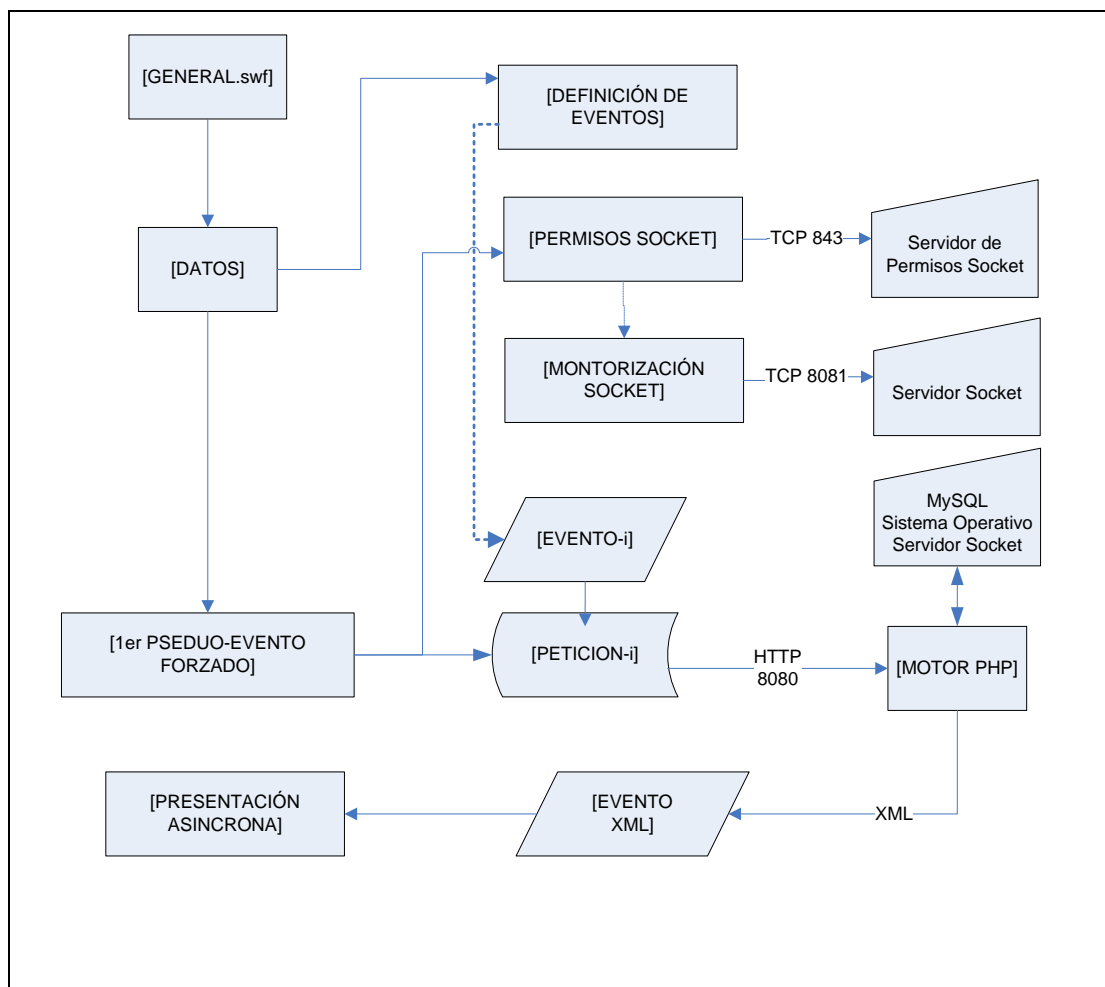 [GENERAL.swf]
[DEFINICIÓN DE
EVENTOS]
[DATOS]
[PERMISOS SOCKET]
TCP 843
Servidor de
Permisos Socket
[MONTORIZACIÓN
SOCKET]
TCP 8081
Servidor Socket
MySQL
Sistema Operativo
Servidor Socket
[EVENTO-i]
[1er PSEDUO-EVENTO
FORZADO]
[PETICION-i]
HTTP
8080
[MOTOR PHP]
[PRESENTACIÓN
ASINCRONA]
[EVENTO
XML]
XML